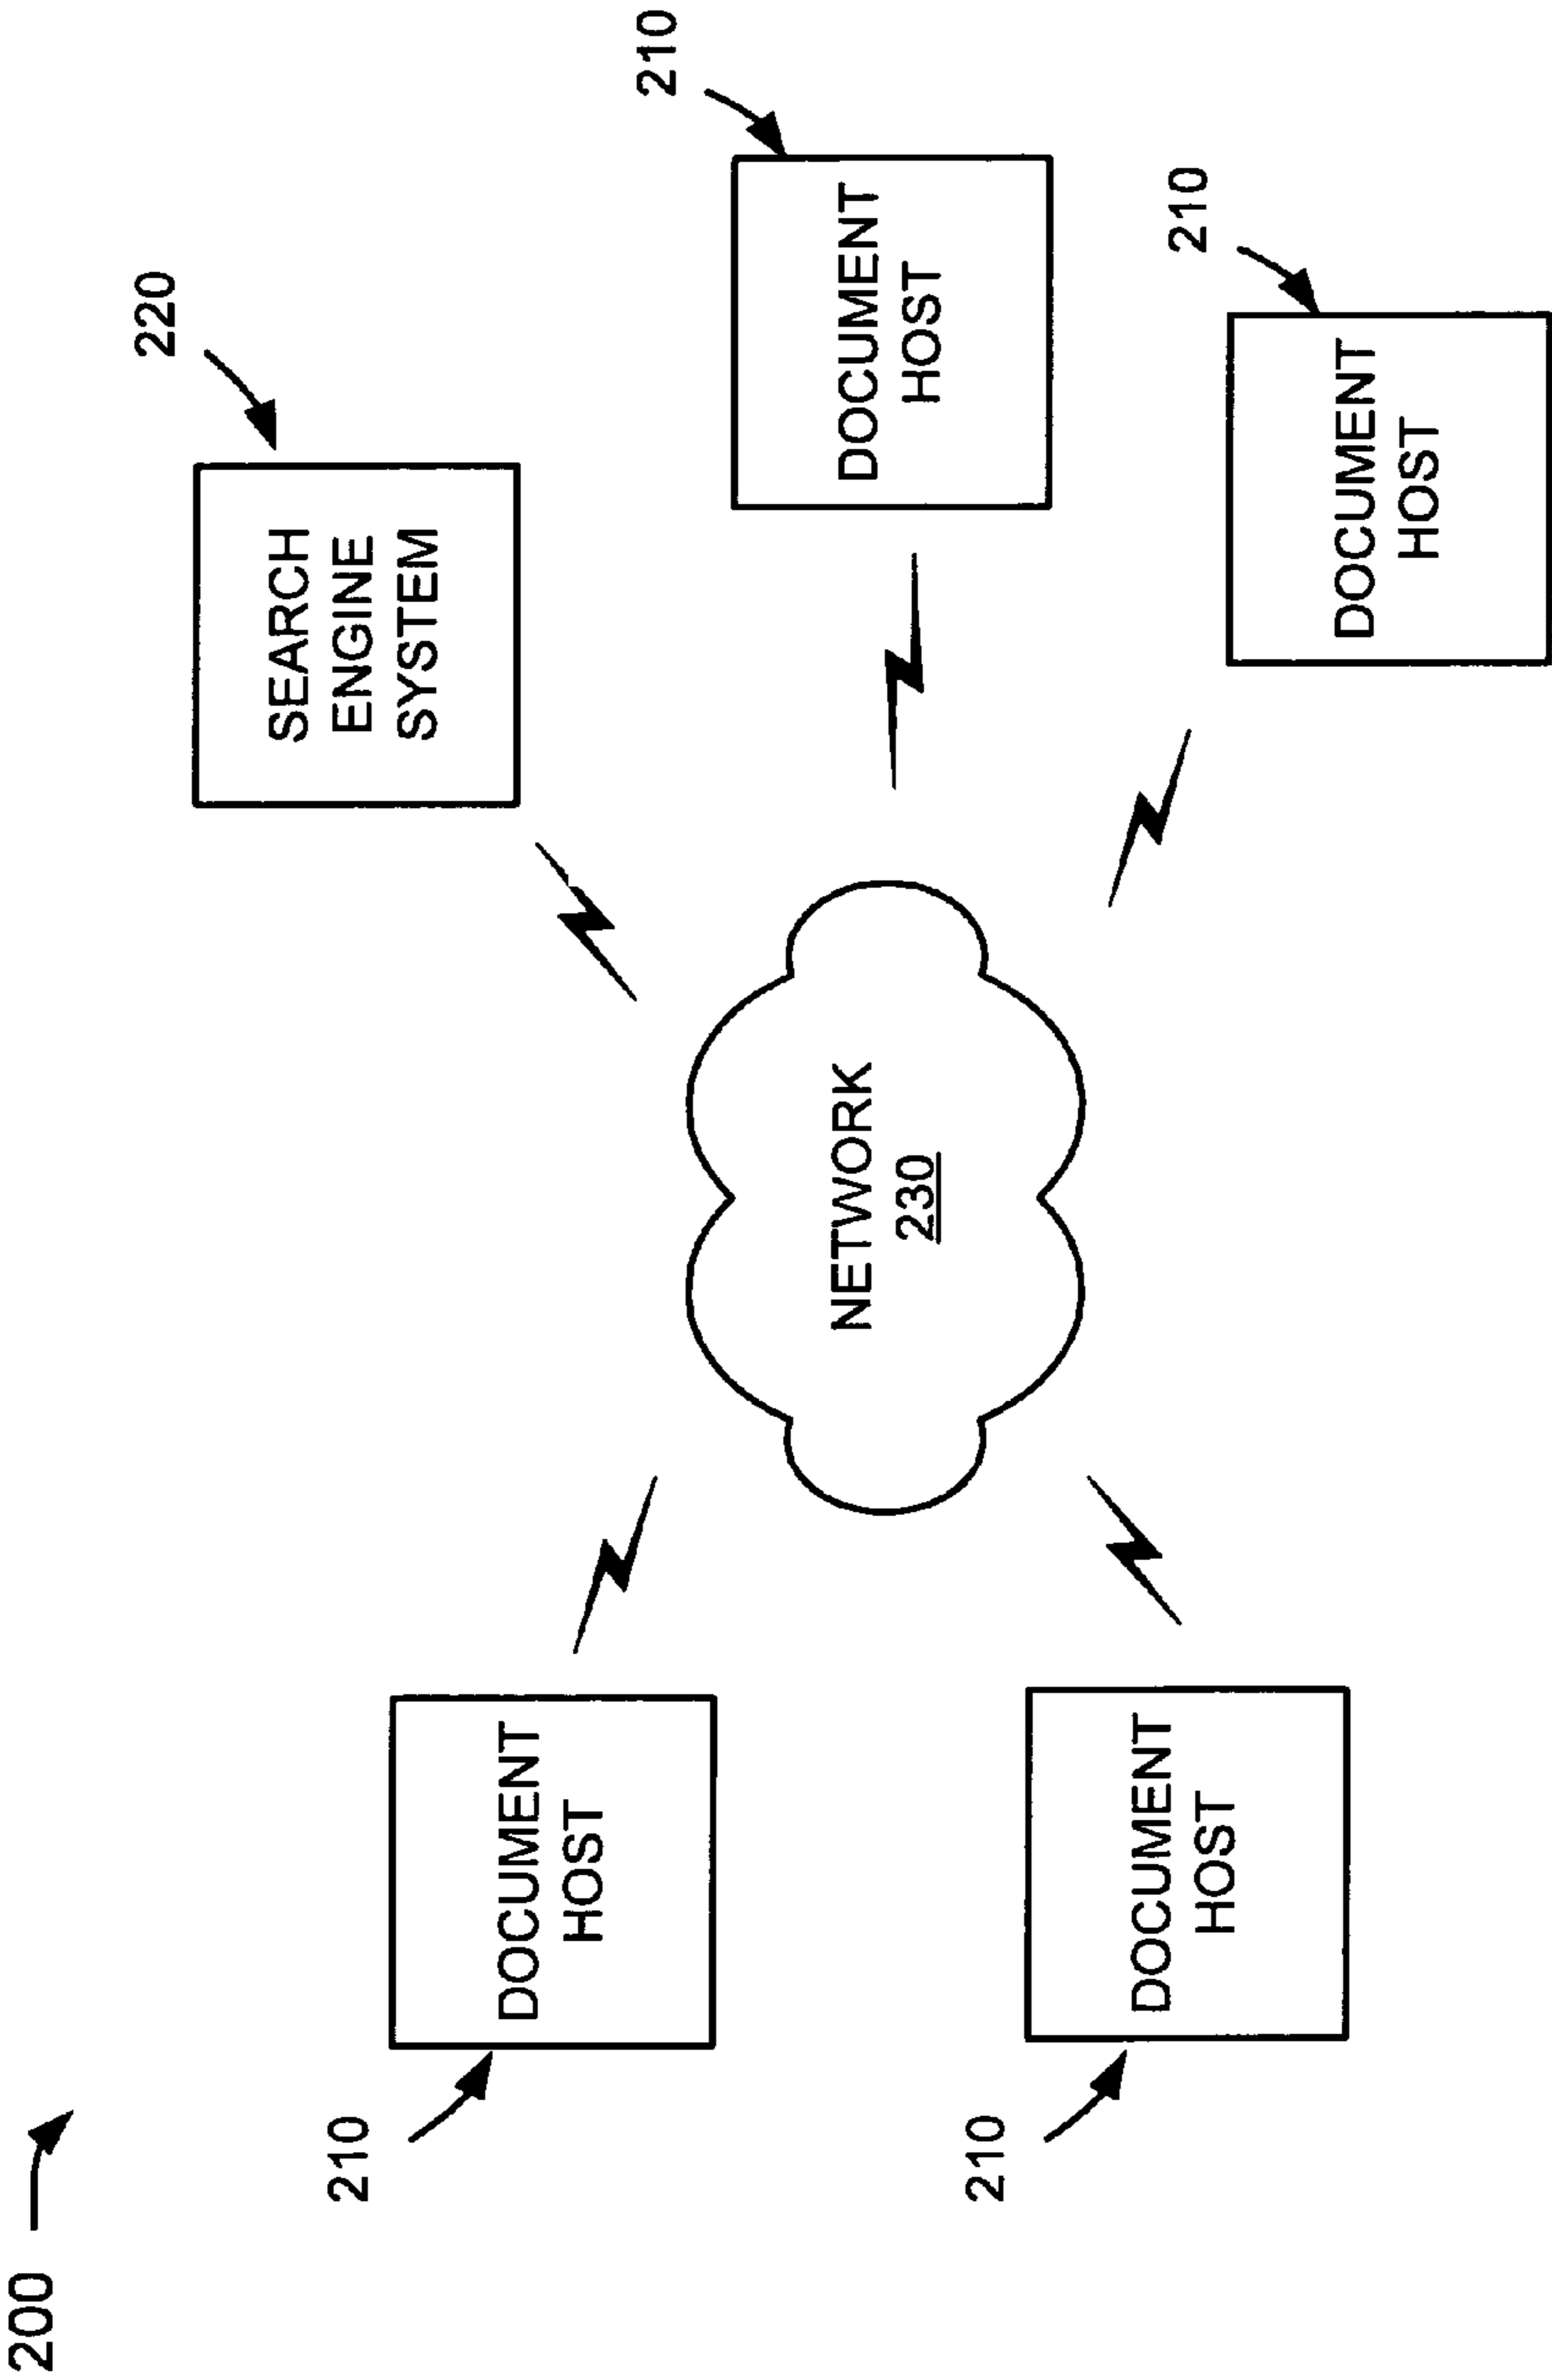 200
220
SEARCH
ENGINE
SYSTEM
210
DOCUMENT
HOST
210
DOCUMENT
HOST
NETWORK
230
210
DOCUMENT
HOST
210
DOCUMENT
HOST